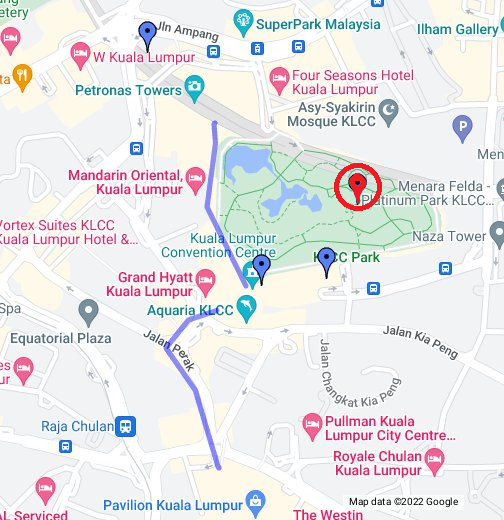 Jln Ampang
SuperPark Malaysia
Ilham Gallery
W Kuala Lumpur
Four Seasons Hotel
Kuala Lumpur
Petronas Towers
Asy-Syakirin
Mosque KLCC
P
Mandarin Oriental,
Kuala Lumpur
Menara Felda -
Platinum Park KLCC...
Vortex Suites KLCC
Kuala Lumpur Hotel &...
Naza Tower
Kuala Lumpur
Convention Centre
KLCC Park
Grand Hyatt
Kuala Lumpur
Aquaria KLCC
Equatorial Plaza
Jalan Perak
Jalan Kia Peng
Jalan Changkat Kia Peng
Raja Chulan
Pullman Kuala
Lumpur City Centre...
Royale Chulan
Kuala Lumpur
AL Serviced
Pavilion Kuala Lumpur
The Westin
Map data ©2022 Google